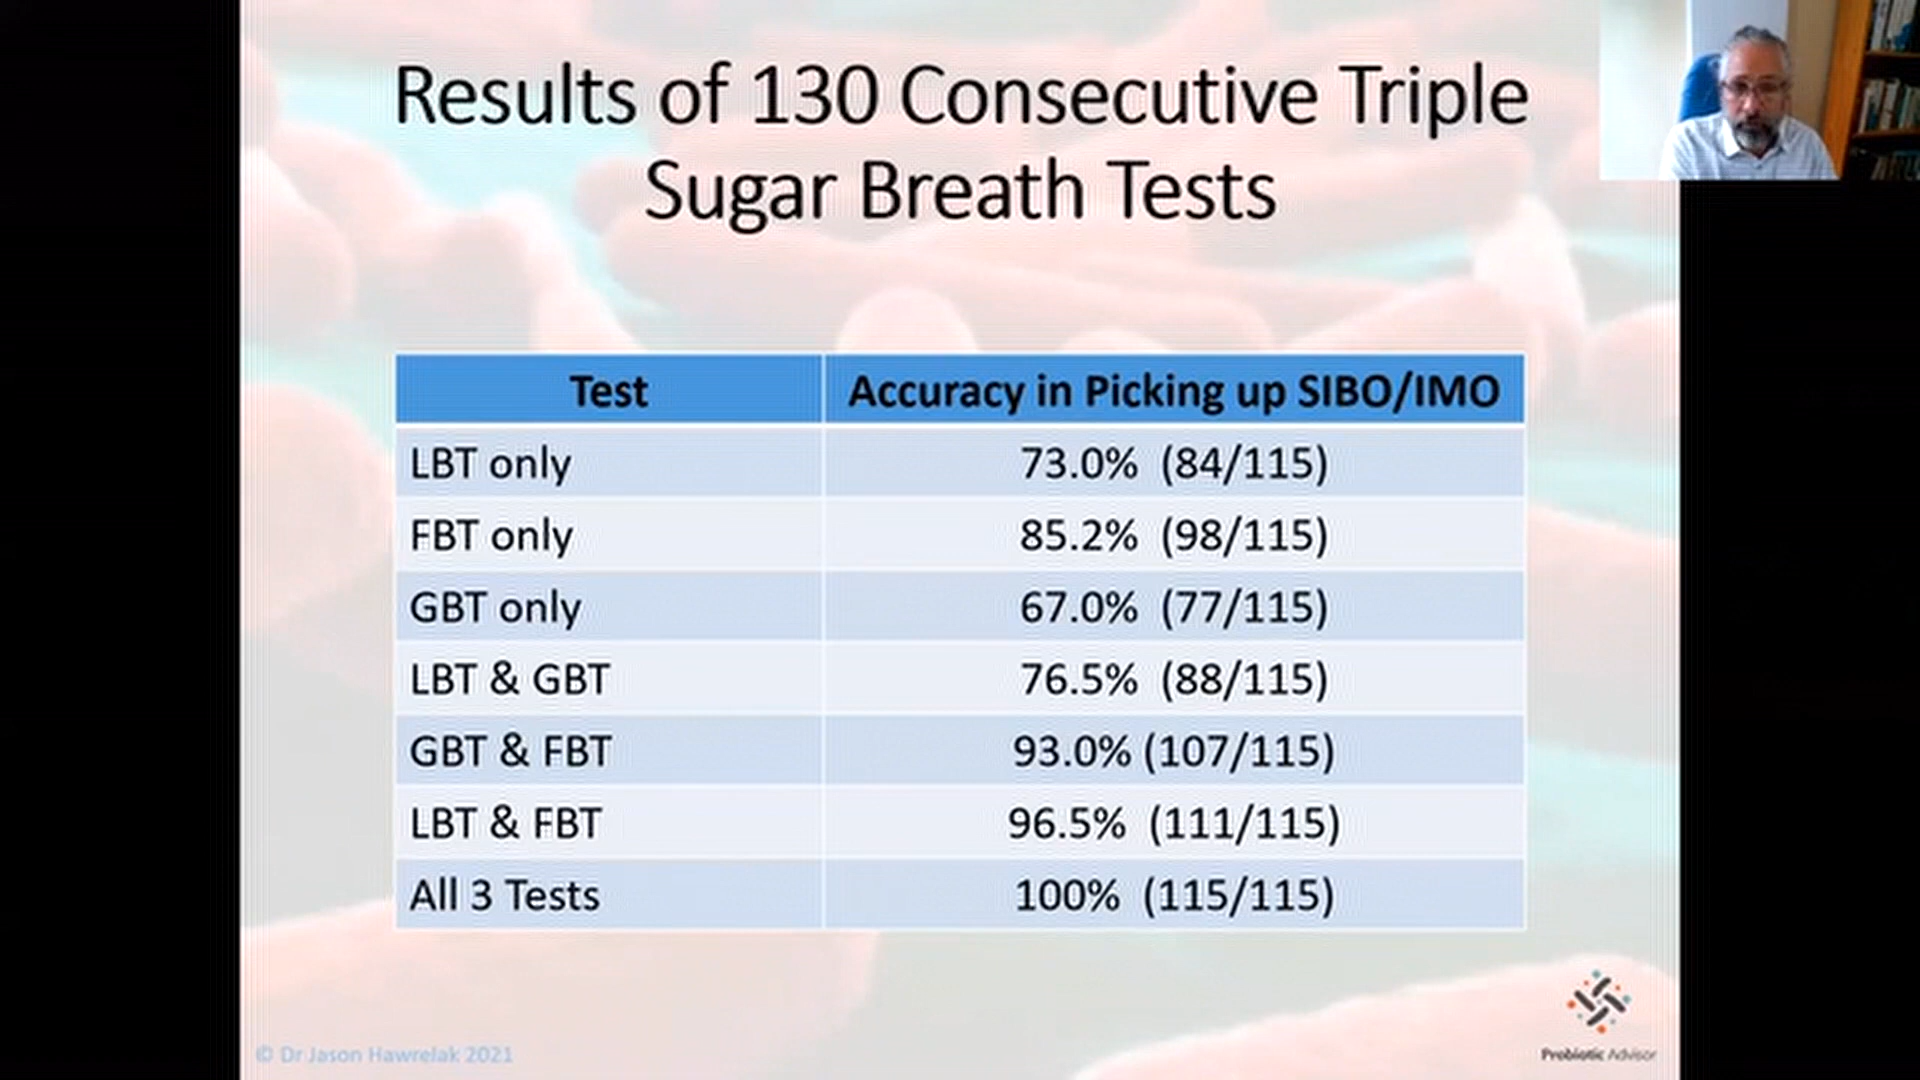 Results of 130 Consecutive Triple
Sugar Breath Tests
Test Accuracy in Picking up SIBO/IMO
LBT only 73.0% (84/115)
FBT only 85.2% (98/115)
GBT only 67.0% (77/115)
LBT & GBT 76.5% (88/115)
GBT & FBT 93.0% (107/115)
LBT & FBT 96.5% (111/115)
All 3 Tests 100% (115/115)
© Dr Jason Hawrelak 2021
Probiotic Advisor